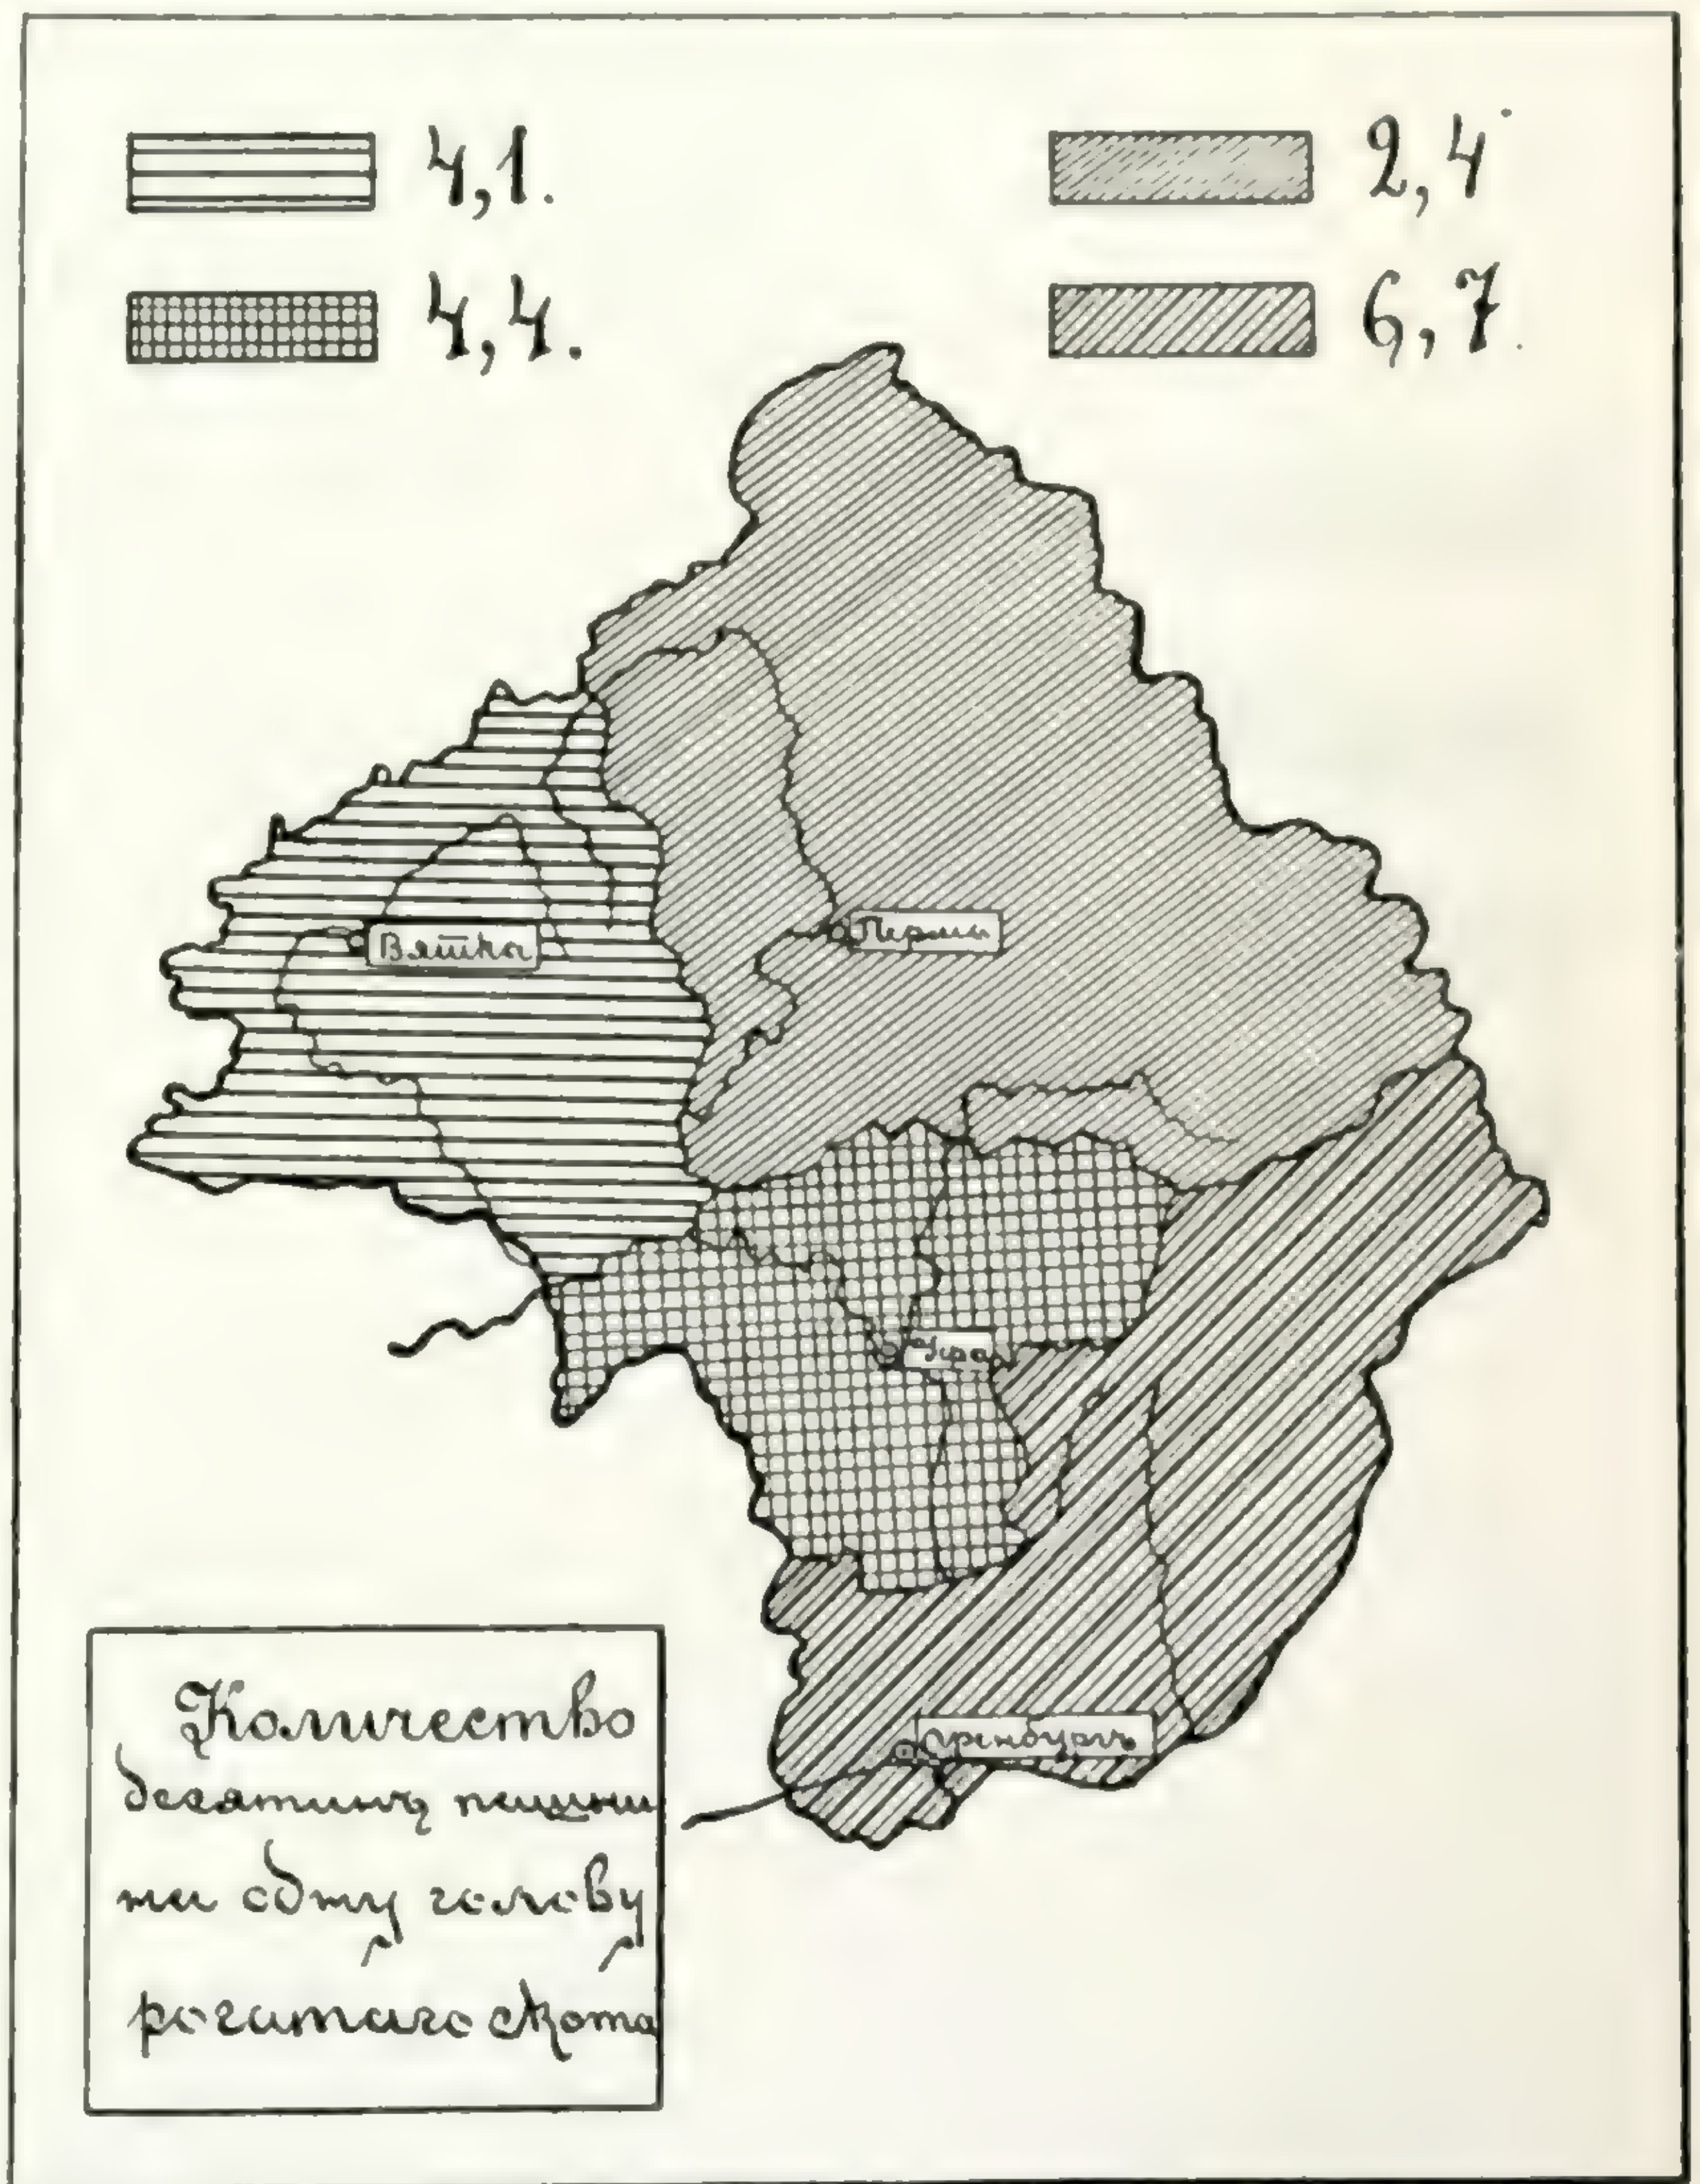 4,1.
2,4
4,4.
6,7.
Вятка
Пермь
Уфа
Оренбургъ
Количество
десятинъ пашни
на одну голову
рогатаго скота